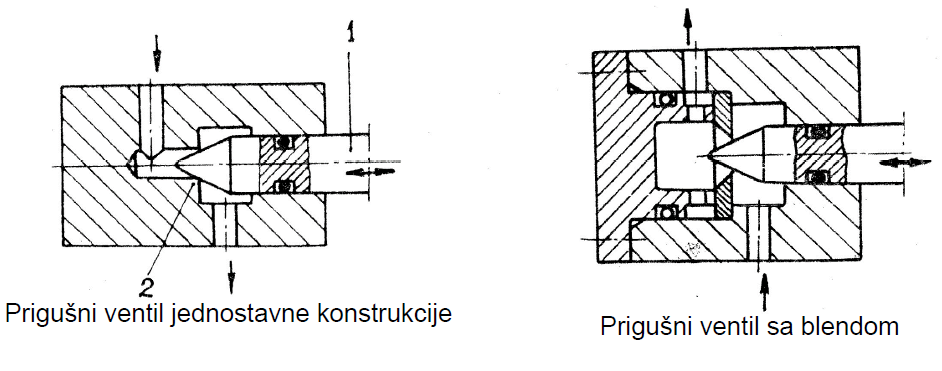 1
2
Prigušni ventil jednostavne konstrukcije
Prigušni ventil sa blendom